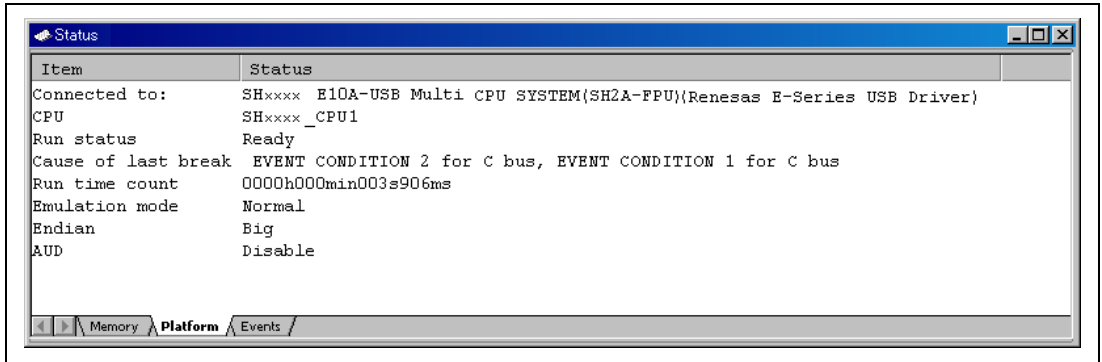 Status
Item Status
Connected to: SHxxxx E10A-USB Multi CPU SYSTEM(SH2A-FPU)(Renesas E-Series USB Driver)
CPU SHxxxx_CPU1
Run status Ready
Cause of last break EVENT CONDITION 2 for C bus, EVENT CONDITION 1 for C bus
Run time count 0000h000min003s906ms
Emulation mode Normal
Endian Big
AUD Disable
Memory Platform Events